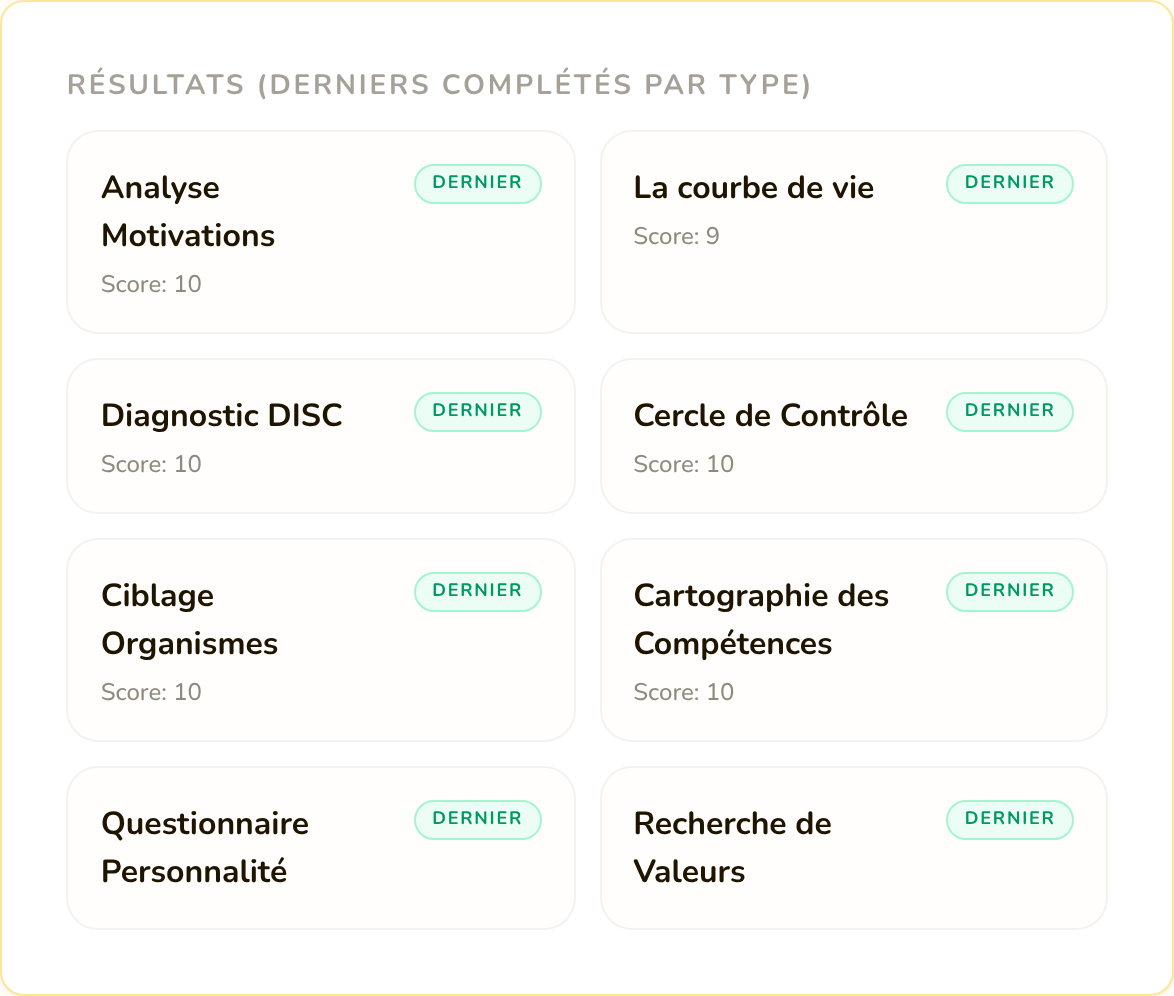 RÉSULTATS (DERNIERS COMPLÉTÉS PAR TYPE)
Analyse
Motivations
DERNIER
Score: 10
La courbe de vie
DERNIER
Score: 9
Diagnostic DISC
DERNIER
Score: 10
Cercle de Contrôle
DERNIER
Score: 10
Ciblage
Organismes
DERNIER
Score: 10
Cartographie des
Compétences
DERNIER
Score: 10
Questionnaire
Personnalité
DERNIER
Recherche de
Valeurs
DERNIER